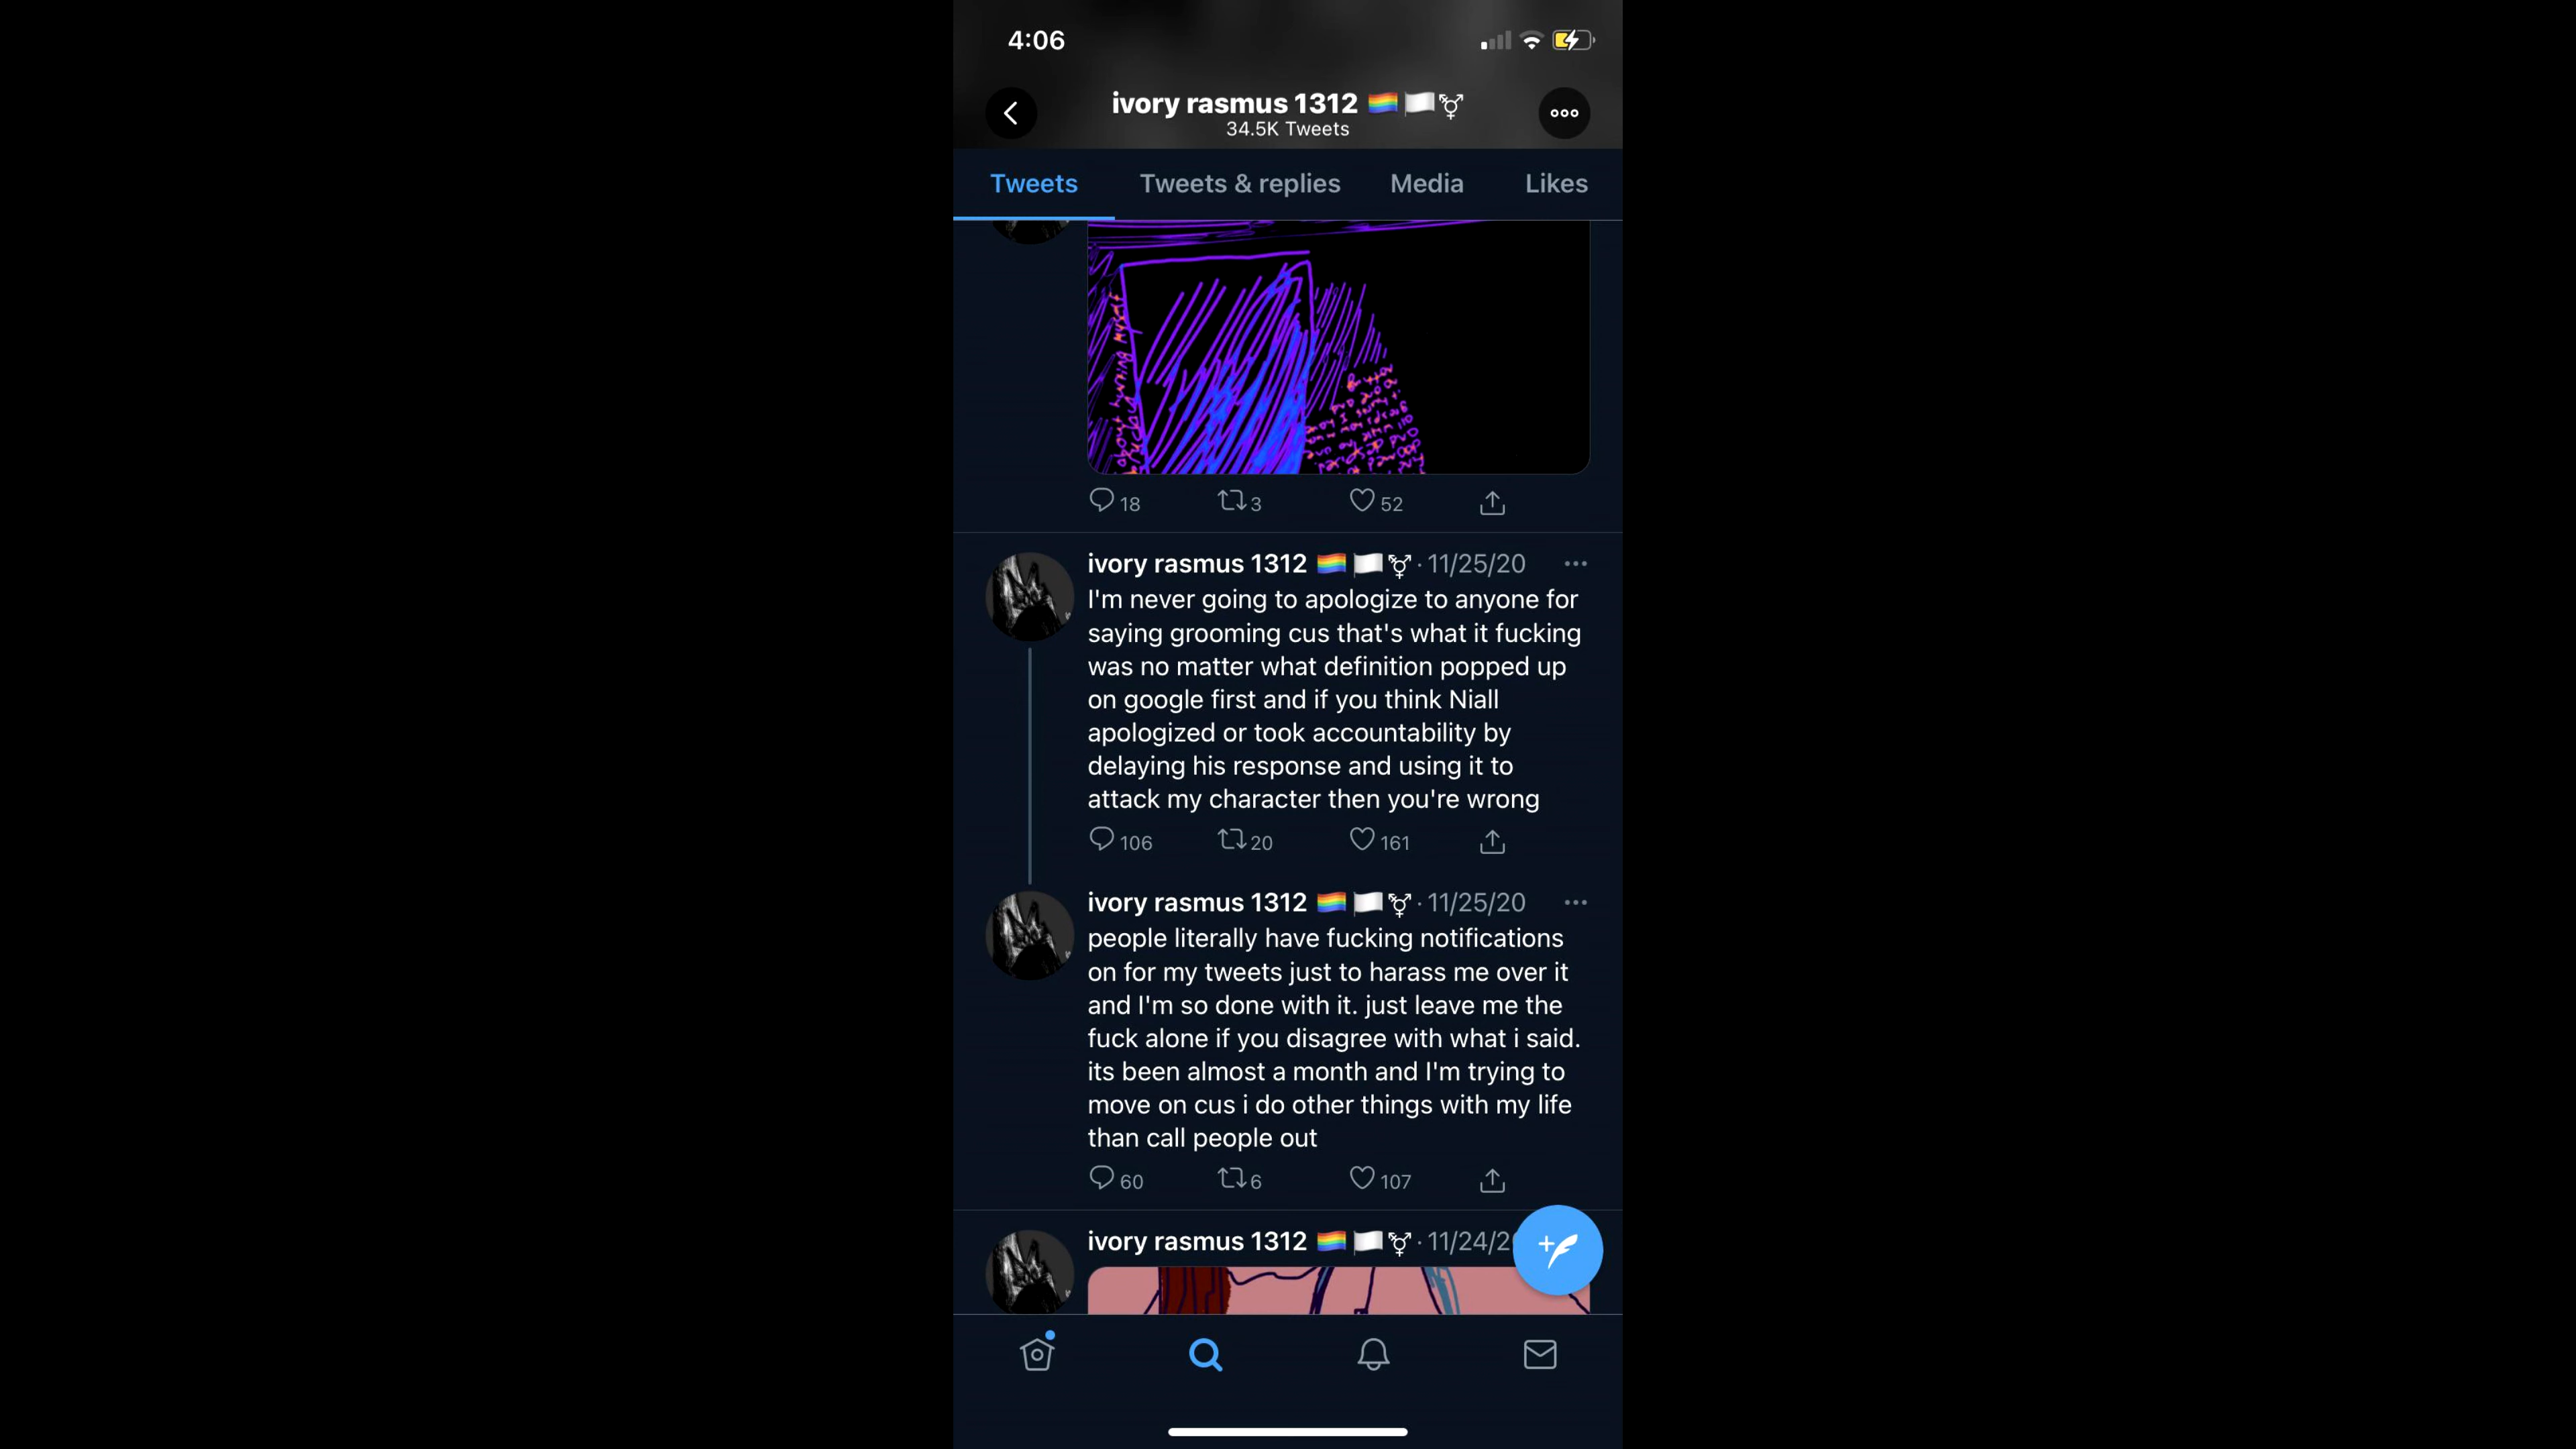 4:06
ivory rasmus 1312 🏳️‍🌈🏳️⚧
34.5K Tweets
Tweets Tweets & replies Media Likes
18 3 52
ivory rasmus 1312 🏳️‍🌈🏳️⚧ · 11/25/20
I'm never going to apologize to anyone for
saying grooming cus that's what it fucking
was no matter what definition popped up
on google first and if you think Niall
apologized or took accountability by
delaying his response and using it to
attack my character then you're wrong
106 20 161
ivory rasmus 1312 🏳️‍🌈🏳️⚧ · 11/25/20
people literally have fucking notifications
on for my tweets just to harass me over it
and I'm so done with it. just leave me the
fuck alone if you disagree with what i said.
its been almost a month and I'm trying to
move on cus i do other things with my life
than call people out
60 6 107
ivory rasmus 1312 🏳️‍🌈🏳️⚧ · 11/24/2